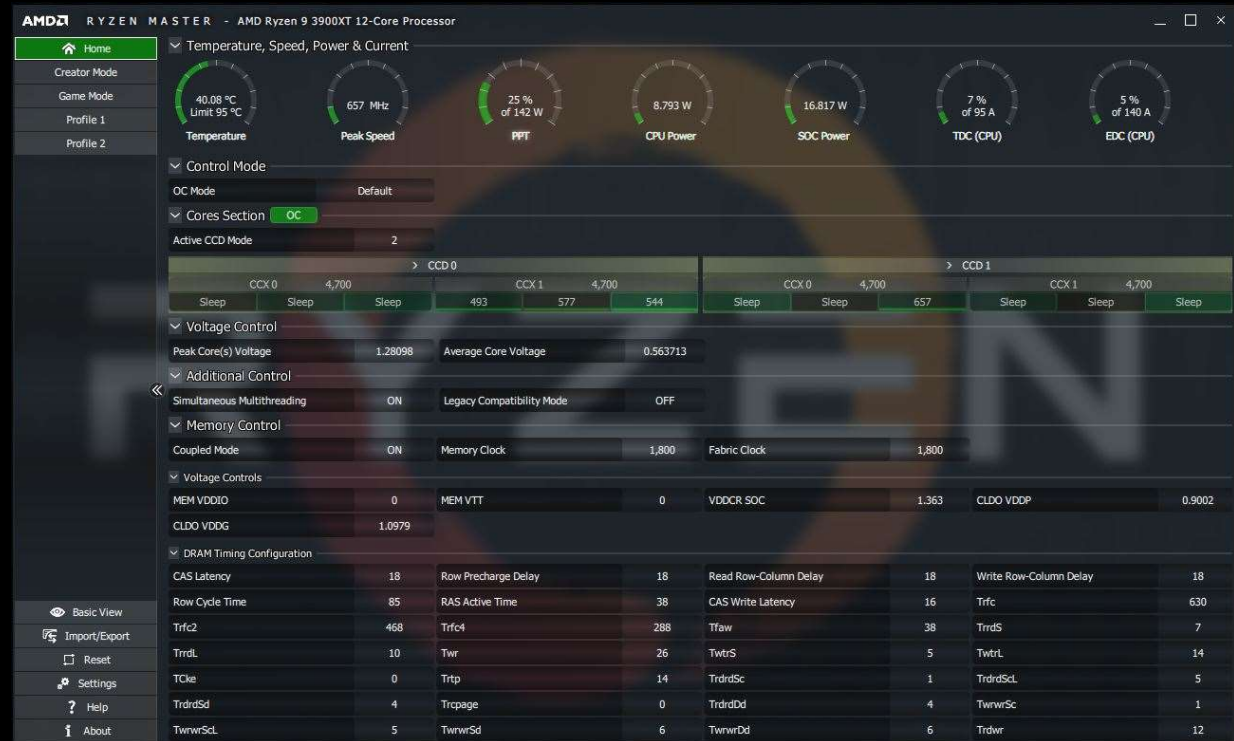 AMD RYZEN MASTER - AMD Ryzen 9 3900XT 12-Core Processor
Home
Creator Mode
Game Mode
Profile 1
Profile 2
Basic View
Import/Export
Reset
Settings
Help
About
Temperature, Speed, Power & Current
40.08 °C
Limit 95 °C
Temperature
657 MHz
Peak Speed
25 %
of 142 W
PPT
8.793 W
CPU Power
16.817 W
SOC Power
7 %
of 95 A
TDC (CPU)
5 %
of 140 A
EDC (CPU)
Control Mode
OC Mode Default
Cores Section OC
Active CCD Mode 2
CCD 0 CCD 1
CCX 0 4,700 CCX 1 4,700 CCX 0 4,700 CCX 1 4,700
Sleep Sleep Sleep 493 577 544 Sleep Sleep 657 Sleep Sleep Sleep
Voltage Control
Peak Core(s) Voltage 1.28098 Average Core Voltage 0.563713
Additional Control
Simultaneous Multithreading ON Legacy Compatibility Mode OFF
Memory Control
Coupled Mode ON Memory Clock 1,800 Fabric Clock 1,800
Voltage Controls
MEM VDDIO 0 MEM VTT 0 VDDCR SOC 1.363 CLDO VDDP 0.9002
CLDO VDDG 1.0979
DRAM Timing Configuration
CAS Latency 18 Row Precharge Delay 18 Read Row-Column Delay 18 Write Row-Column Delay 18
Row Cycle Time 85 RAS Active Time 38 CAS Write Latency 16 Trfc 630
Trfc2 468 Trfc4 288 Tfaw 38 TrrdS 7
TrrdL 10 Twr 26 TwtrS 5 TwtrL 14
TCke 0 Trtp 14 TrdrdSc 1 TrdrdScL 5
TrdrdSd 4 Trcpage 0 TrdrdDd 4 TwrwrSc 1
TwrwrScL 5 TwrwrSd 6 TwrwrDd 6 Trdwr 12
RYZEN